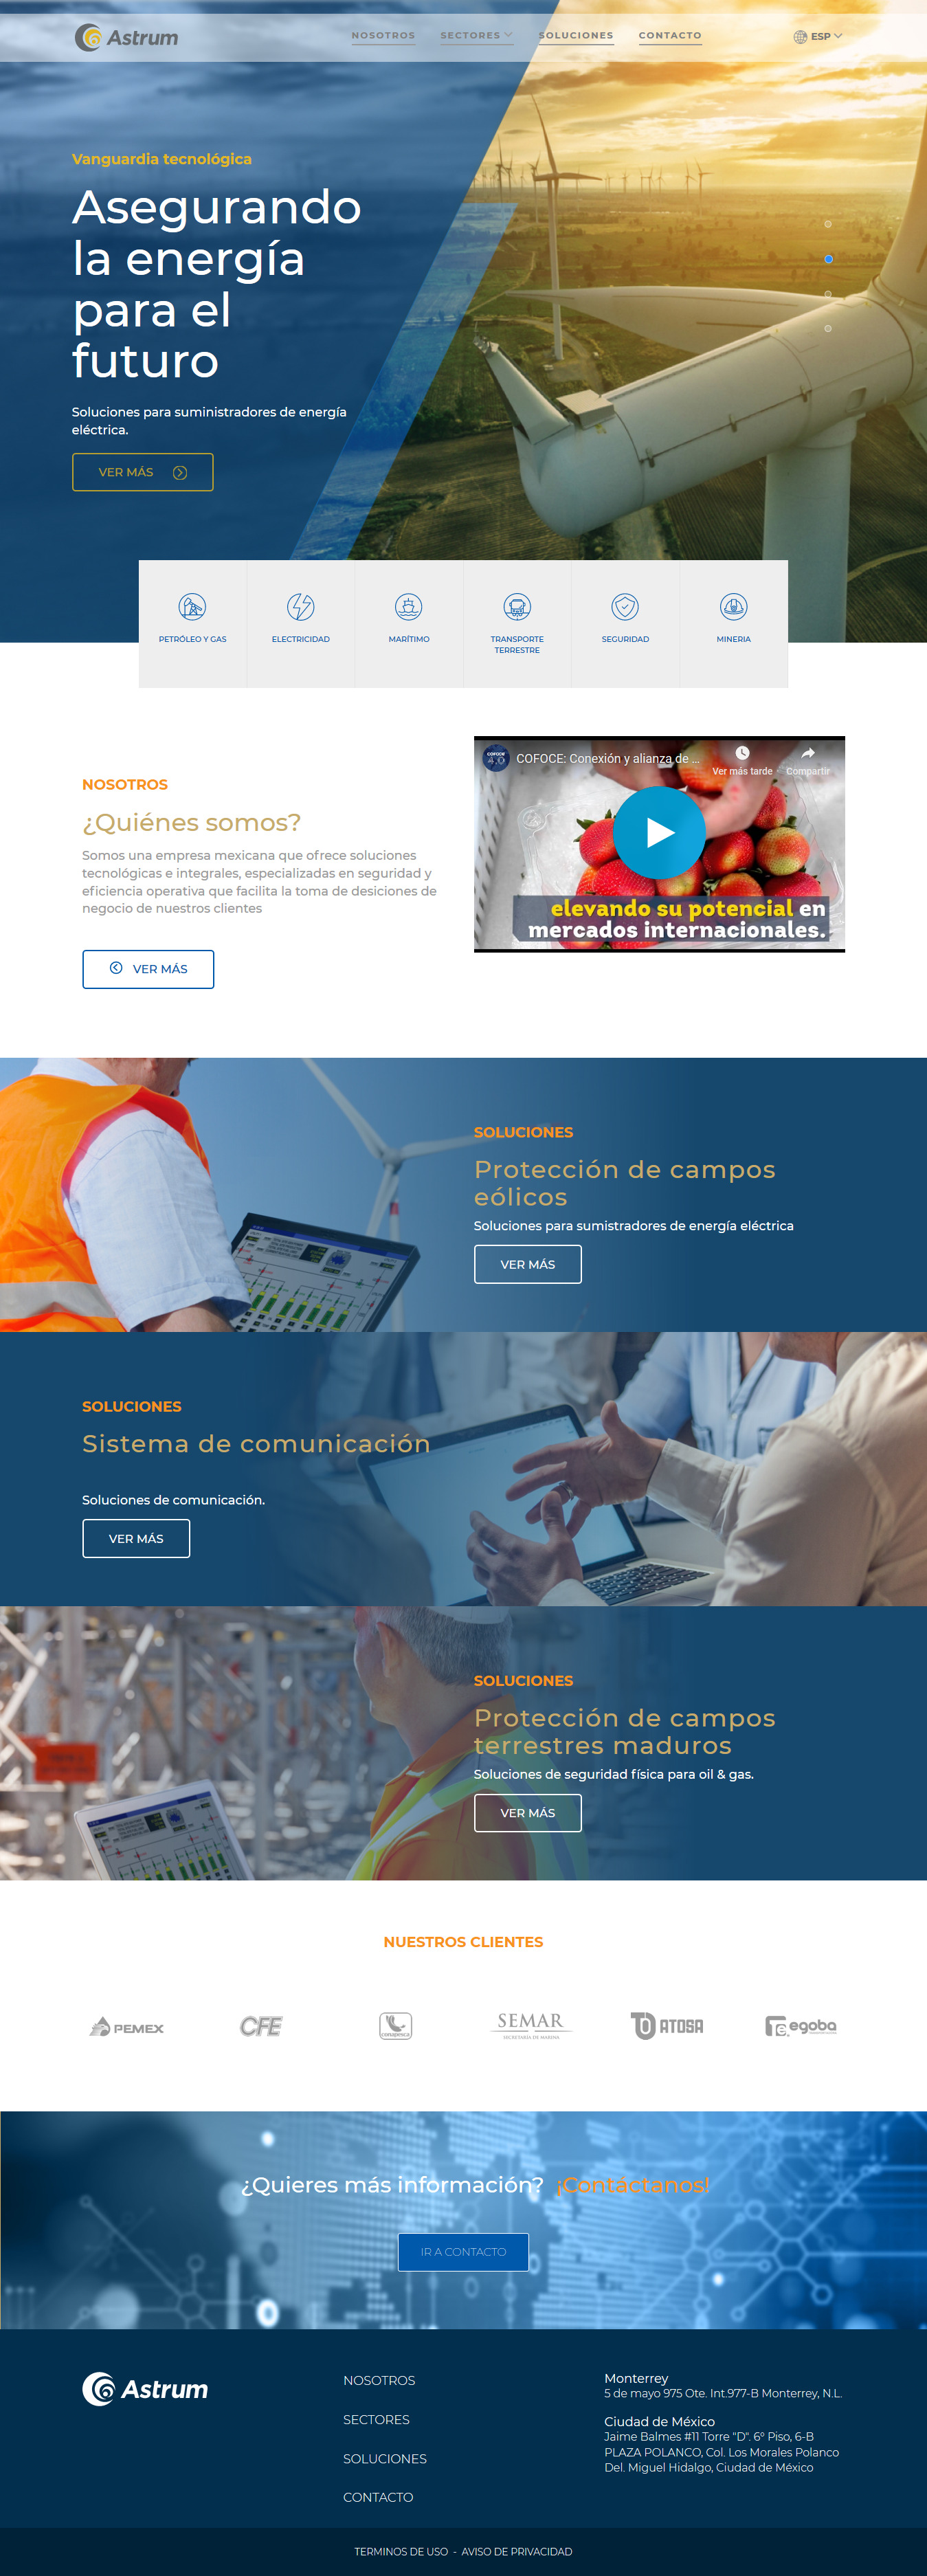 Astrum
NOSOTROS
SECTORES
SOLUCIONES
CONTACTO
ESP
Vanguardia tecnológica
Asegurando
la energía
para el
futuro
Soluciones para suministradores de energía
eléctrica.
VER MÁS
PETRÓLEO Y GAS
ELECTRICIDAD
MARÍTIMO
TRANSPORTE
TERRESTRE
SEGURIDAD
MINERIA
NOSOTROS
¿Quiénes somos?
Somos una empresa mexicana que ofrece soluciones
tecnológicas e integrales, especializadas en seguridad y
eficiencia operativa que facilita la toma de desiciones de
negocio de nuestros clientes
VER MÁS
COFOCE
4.0
COFOCE: Conexión y alianza de ...
Ver más tarde
Compartir
elevando su potencial en
mercados internacionales.
SOLUCIONES
Protección de campos
eólicos
Soluciones para sumistradores de energía eléctrica
VER MÁS
SOLUCIONES
Sistema de comunicación
Soluciones de comunicación.
VER MÁS
SOLUCIONES
Protección de campos
terrestres maduros
Soluciones de seguridad física para oil & gas.
VER MÁS
NUESTROS CLIENTES
PEMEX
CFE
conapesca
SEMAR
SECRETARÍA DE MARINA
ATOSA
egoba
¿Quieres más información? ¡Contáctanos!
IR A CONTACTO
Astrum
NOSOTROS
SECTORES
SOLUCIONES
CONTACTO
Monterrey
5 de mayo 975 Ote. Int.977-B Monterrey, N.L.
Ciudad de México
Jaime Balmes #11 Torre "D". 6º Piso, 6-B
PLAZA POLANCO, Col. Los Morales Polanco
Del. Miguel Hidalgo, Ciudad de México
TERMINOS DE USO - AVISO DE PRIVACIDAD